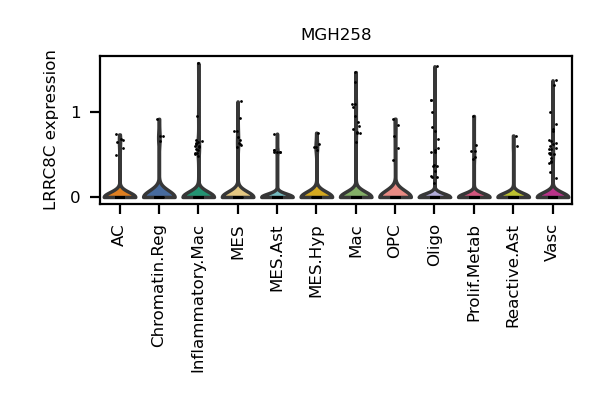 MGH258
LRRC8C expression
1
0
AC
Chromatin.Reg
Inflammatory.Mac
MES
MES.Ast
MES.Hyp
Mac
OPC
Oligo
Prolif.Metab
Reactive.Ast
Vasc